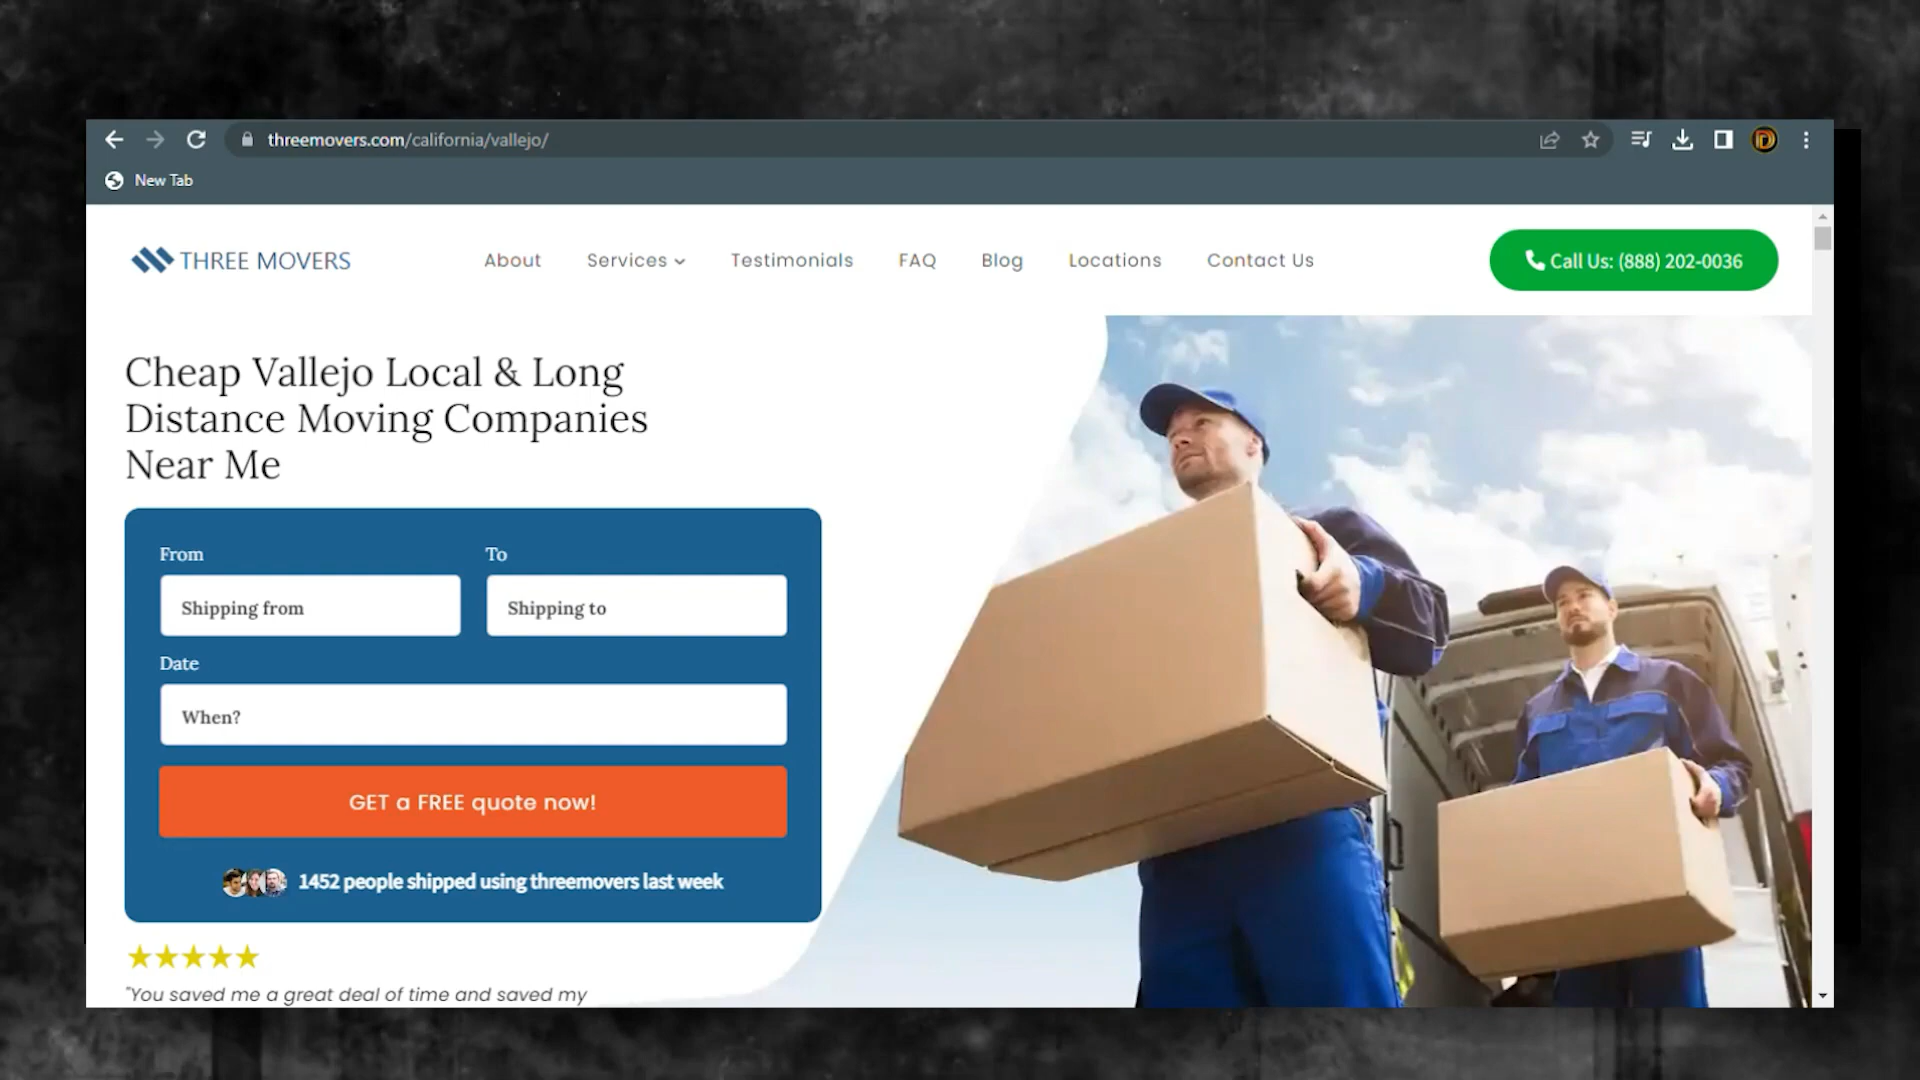 threemovers.com/california/vallejo/
New Tab
THREE MOVERS
About
Services
Testimonials
FAQ
Blog
Locations
Contact Us
Call Us: (888) 202-0036
Cheap Vallejo Local & Long
Distance Moving Companies
Near Me
From
To
Shipping from
Shipping to
Date
When?
GET a FREE quote now!
1452 people shipped using threemovers last week
"You saved me a great deal of time and saved my